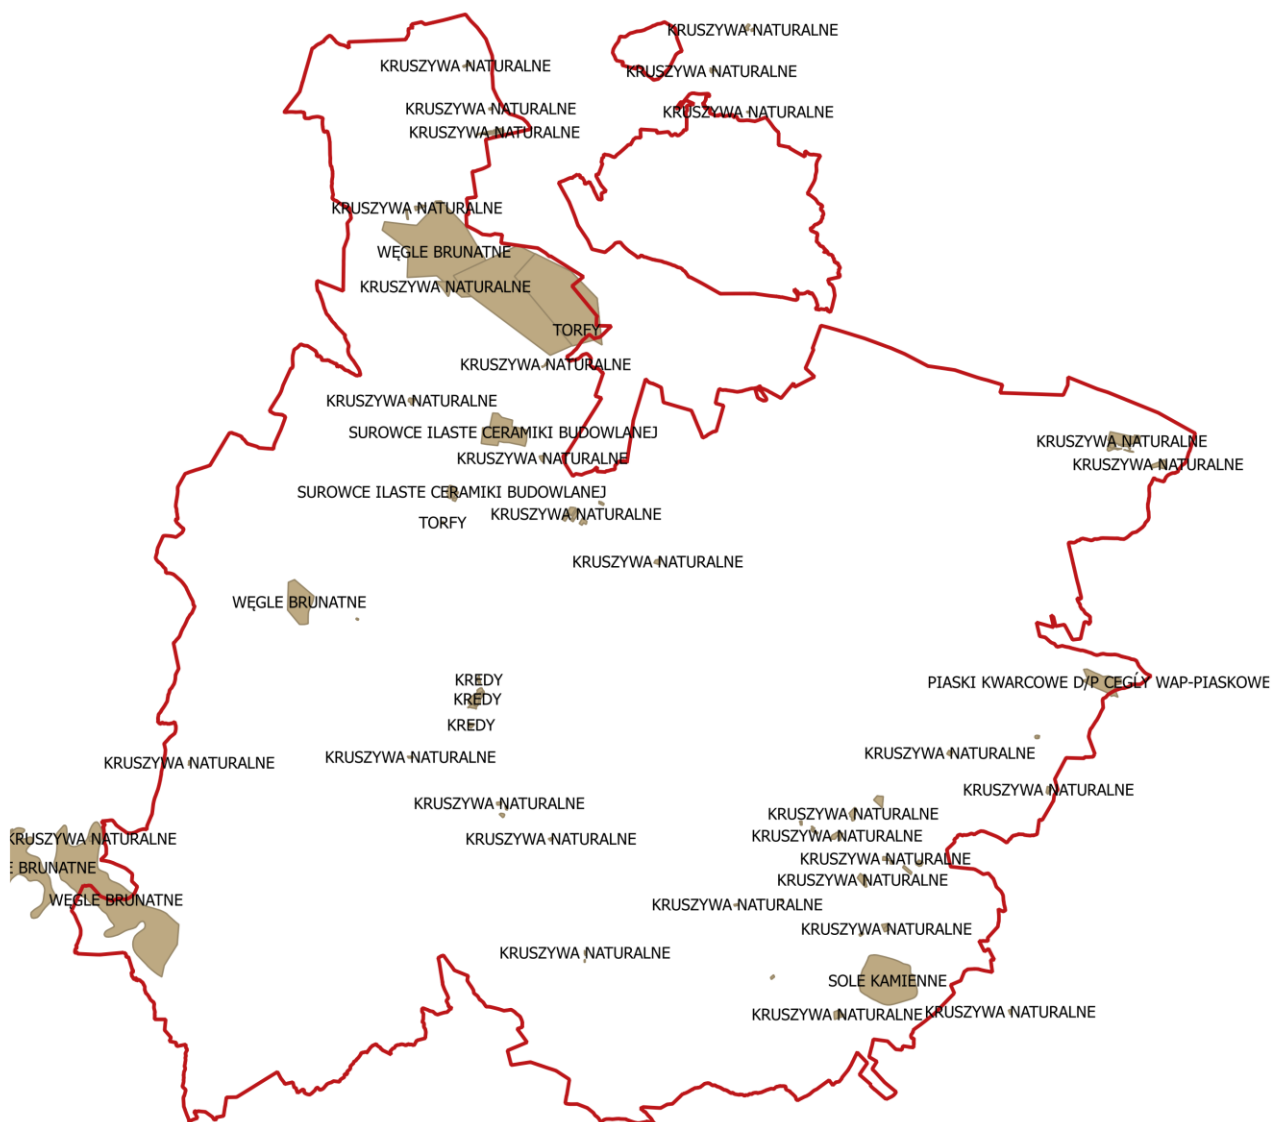 KRUSZYWA NATURALNE
KRUSZYWA NATURALNE
KRUSZYWA NATURALNE
KRUSZYWA NATURALNE
KRUSZYWA NATURALNE
KRUSZYWA NATURALNE
KRUSZYWA NATURALNE
WĘGLE BRUNATNE
KRUSZYWA NATURALNE
TORFY
KRUSZYWA NATURALNE
KRUSZYWA NATURALNE
SUROWCE ILASTE CERAMIKI BUDOWLANEJ
KRUSZYWA NATURALNE
KRUSZYWA NATURALNE
KRUSZYWA NATURALNE
SUROWCE ILASTE CERAMIKI BUDOWLANEJ
KRUSZYWA NATURALNE
TORFY
KRUSZYWA NATURALNE
WĘGLE BRUNATNE
KREDY
PIASKI KWARCOWE D/P CEGŁY WAP-PIASKOWE
KREDY
KREDY
KRUSZYWA NATURALNE
KRUSZYWA NATURALNE
KRUSZYWA NATURALNE
KRUSZYWA NATURALNE
KRUSZYWA NATURALNE
KRUSZYWA NATURALNE
KRUSZYWA NATURALNE
KRUSZYWA NATURALNE
KRUSZYWA NATURALNE
KRUSZYWA NATURALNE
E BRUNATNE
KRUSZYWA NATURALNE
WĘGLE BRUNATNE
KRUSZYWA NATURALNE
KRUSZYWA NATURALNE
KRUSZYWA NATURALNE
SOLE KAMIENNE
KRUSZYWA NATURALNE
KRUSZYWA NATURALNE